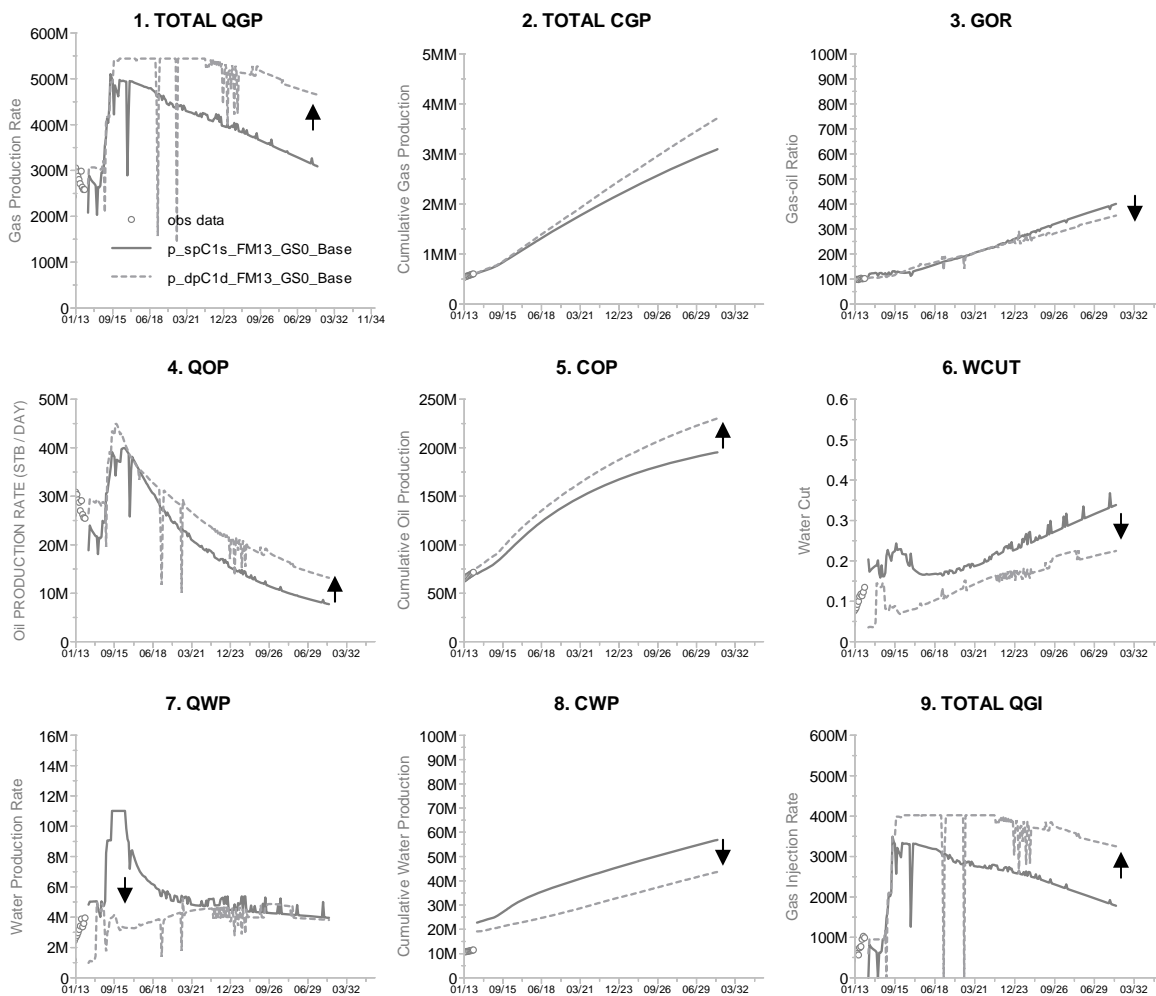 1. TOTAL QGP
2. TOTAL CGP
3. GOR
Gas Production Rate
600M
500M
400M
300M
200M
100M
0
01/13 09/15 06/18 03/21 12/23 09/26 06/29 03/32 11/34
obs data
p_spC1s_FM13_GS0_Base
p_dpC1d_FM13_GS0_Base
Cumulative Gas Production
5MM
4MM
3MM
2MM
1MM
0
01/13 09/15 06/18 03/21 12/23 09/26 06/29 03/32
Gas-oil Ratio
100M
90M
80M
70M
60M
50M
40M
30M
20M
10M
0
01/13 09/15 06/18 03/21 12/23 09/26 06/29 03/32
4. QOP
5. COP
6. WCUT
Oil PRODUCTION RATE (STB / DAY)
50M
40M
30M
20M
10M
0
01/13 09/15 06/18 03/21 12/23 09/26 06/29 03/32
Cumulative Oil Production
250M
200M
150M
100M
50M
0
01/13 09/15 06/18 03/21 12/23 09/26 06/29 03/32
Water Cut
0.6
0.5
0.4
0.3
0.2
0.1
0
01/13 09/15 06/18 03/21 12/23 09/26 06/29 03/32
7. QWP
8. CWP
9. TOTAL QGI
Water Production Rate
16M
14M
12M
10M
8M
6M
4M
2M
0
01/13 09/15 06/18 03/21 12/23 09/26 06/29 03/32
Cumulative Water Production
100M
90M
80M
70M
60M
50M
40M
30M
20M
10M
0
01/13 09/15 06/18 03/21 12/23 09/26 06/29 03/32
Gas Injection Rate
600M
500M
400M
300M
200M
100M
0
01/13 09/15 06/18 03/21 12/23 09/26 06/29 03/32